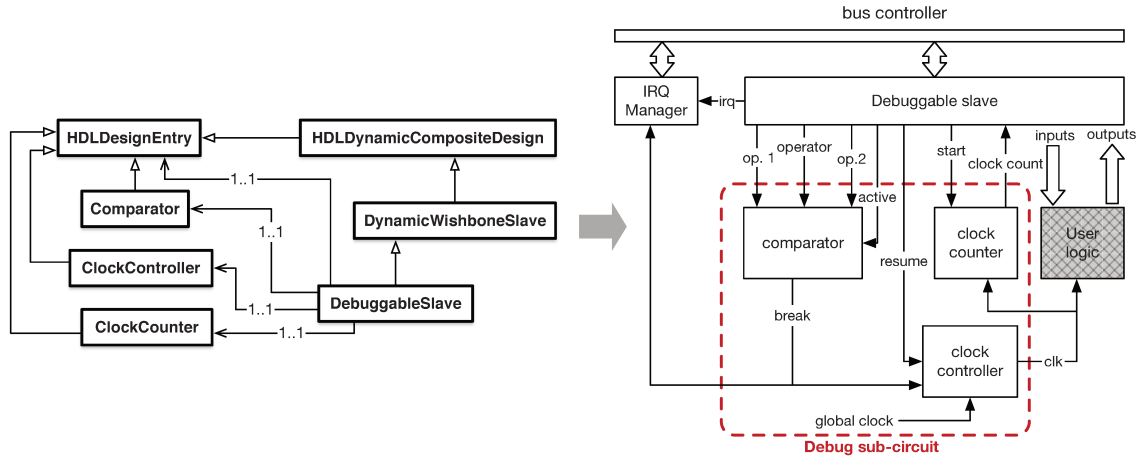 HDLDesignEntry
HDLDynamicCompositeDesign
1..1
Comparator
DynamicWishboneSlave
1..1
ClockController
DebuggableSlave
1..1
ClockCounter
1..1
bus controller
IRQ
Manager
irq
Debuggable slave
inputs
outputs
op. 1
operator
op.2
start
clock count
active
comparator
clock
counter
User
logic
resume
break
clock
controller
clk
global clock
Debug sub-circuit